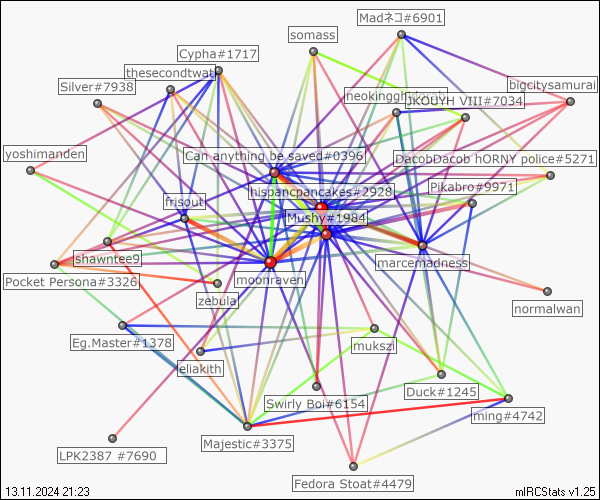 Madネコ#6901
somass
Cypha#1717
thesecondtwat
Silver#7938
bigcitysamurai
JKOUYH VIII#7034
yoshimanden
Can anything be saved#0396
DacobDacob hORNY police#5271
hispancpancakes#2928
Pikabro#9971
frisout
Mushy#1984
shawntee9
marcemadness
Pocket Persona#3326
moonraven
zebula
normalwan
Eg.Master#1378
mukszi
eliakith
Duck#1245
Swirly Boi#6154
ming#4742
Majestic#3375
LPK2387 #7690
Fedora Stoat#4479
13.11.2024 21:23
mIRCStats v1.25